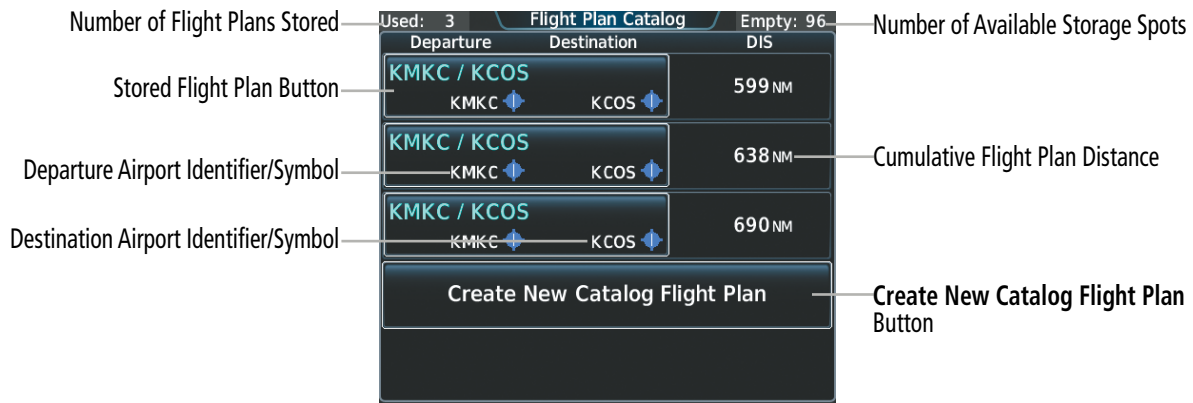 Number of Flight Plans Stored
Used: 3
Flight Plan Catalog
Empty: 96
Number of Available Storage Spots
Departure
Destination
DIS
Stored Flight Plan Button
KMKC / KCOS
KMKC
KCOS
599NM
KMKC / KCOS
Departure Airport Identifier/Symbol
KMKC
KCOS
638NM
Cumulative Flight Plan Distance
KMKC / KCOS
Destination Airport Identifier/Symbol
KMKC
KCOS
690NM
Create New Catalog Flight Plan
Create New Catalog Flight Plan
Button